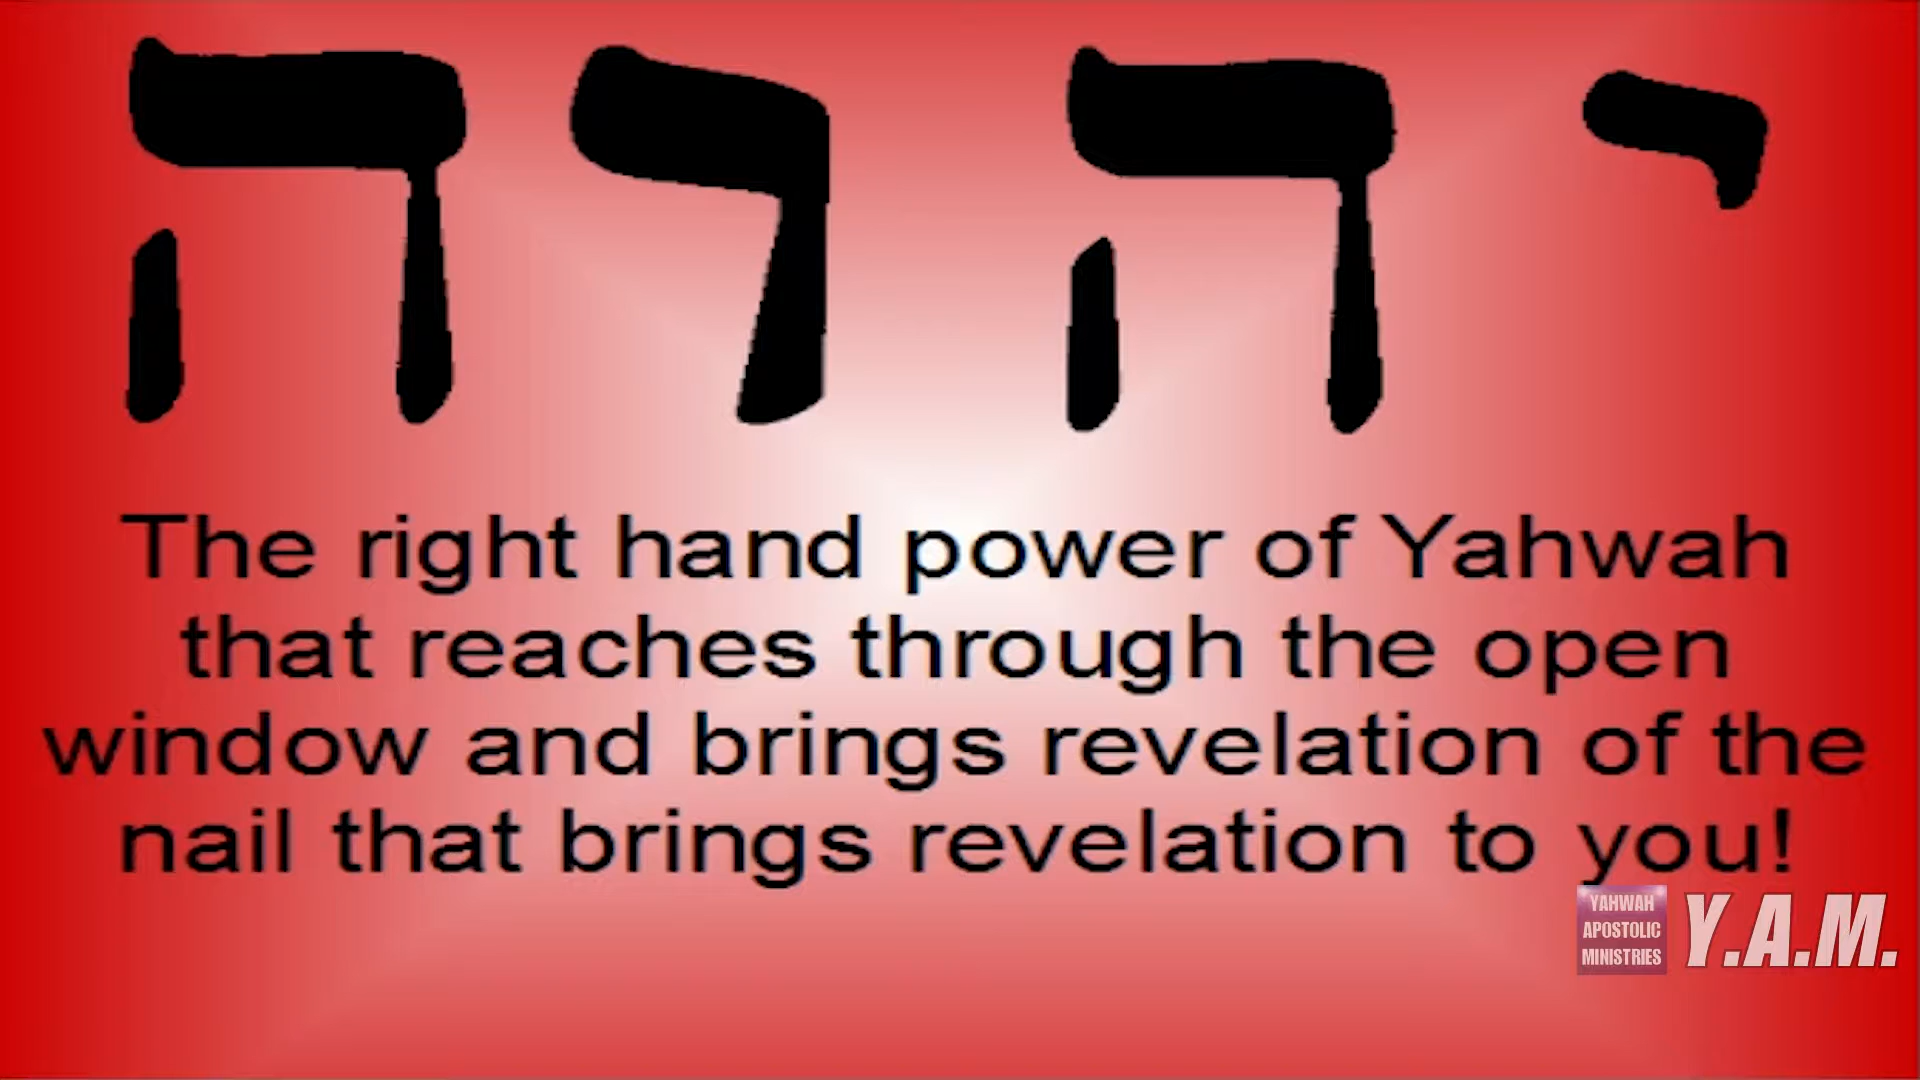 יהוה
The right hand power of Yahwah
that reaches through the open
window and brings revelation of the
nail that brings revelation to you!
YAHWAH
APOSTOLIC
MINISTRIES
Y.A.M.